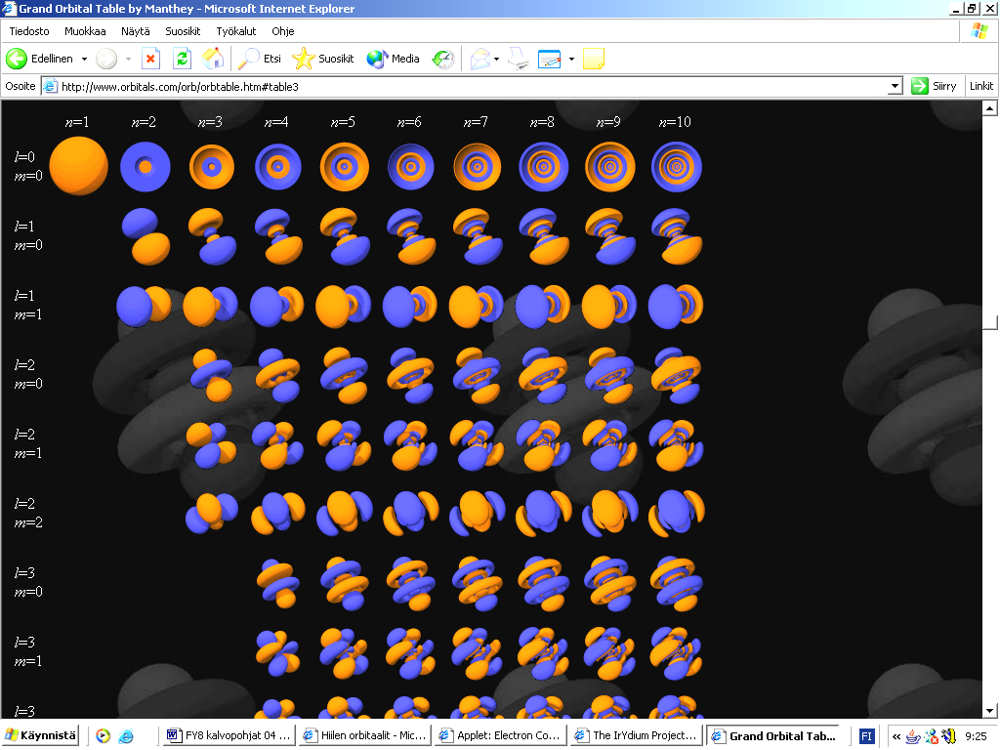 Grand Orbital Table by Manthey - Microsoft Internet Explorer
Tiedosto Muokkaa Näytä Suosikit Työkalut Ohje
Edellinen Etsi Suosikit Media
Osoite http://www.orbitals.com/orb/orbtable.htm#table3 Siirry Linkit
n=1 n=2 n=3 n=4 n=5 n=6 n=7 n=8 n=9 n=10
l=0
m=0
l=1
m=0
l=1
m=1
l=2
m=0
l=2
m=1
l=2
m=2
l=3
m=0
l=3
m=1
l=3
Käynnistä FY8 kalvopohjat 04 ... Hiilen orbitaalit - Mic... Applet: Electron Co... The IrYdium Project... Grand Orbital Tab... FI « 9:25